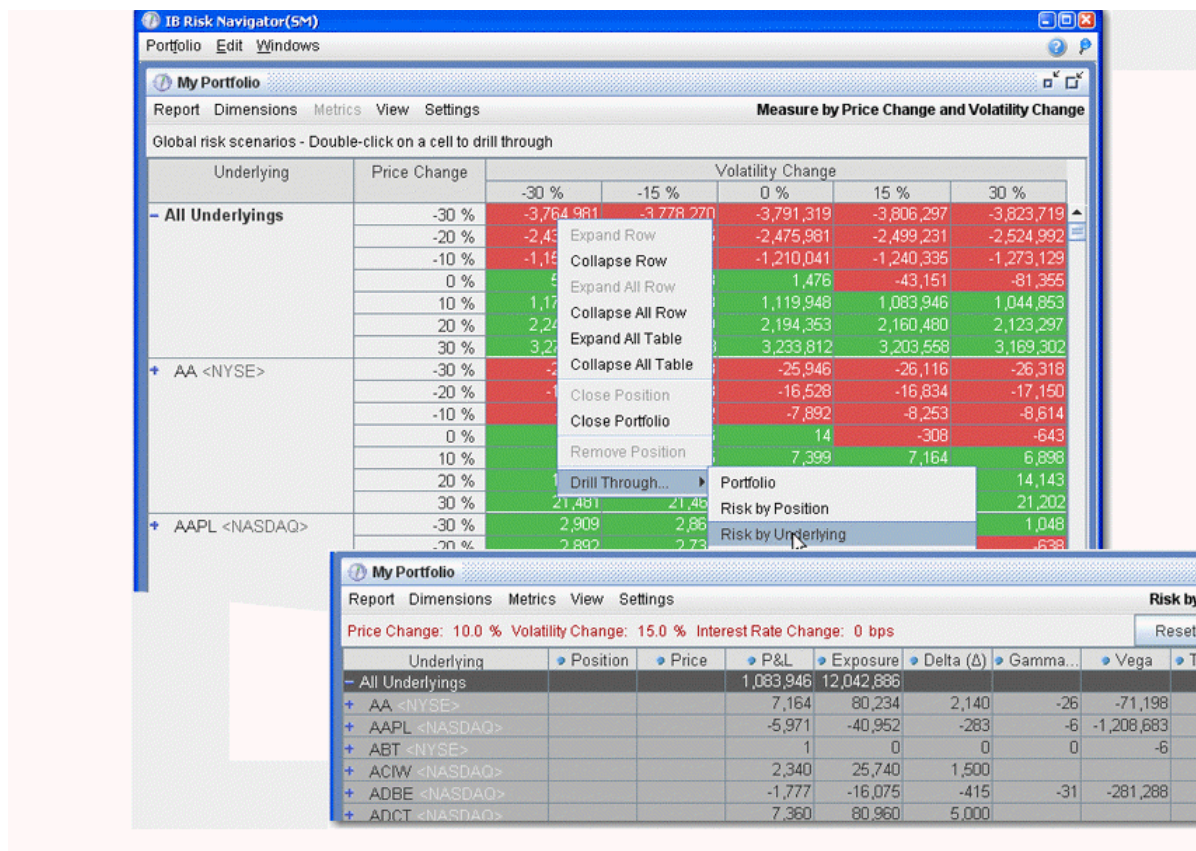 IB Risk Navigator(SM)
Portfolio Edit Windows
My Portfolio
Report Dimensions Metrics View Settings Measure by Price Change and Volatility Change
Global risk scenarios - Double-click on a cell to drill through
Underlying Price Change Volatility Change
-30 % -15 % 0 % 15 % 30 %
- All Underlyings -30 % -3,764,981 -3,778,270 -3,791,319 -3,806,297 -3,823,719
-20 % -2,475,981 -2,499,231 -2,524,992
-10 % -1,210,041 -1,240,335 -1,273,129
0 % 1,476 -43,151 -81,355
10 % 1,119,948 1,083,946 1,044,853
20 % 2,194,353 2,160,480 2,123,297
30 % 3,233,812 3,203,558 3,169,302
+ AA <NYSE> -30 % -25,946 -26,116 -26,318
-20 % -16,528 -16,834 -17,150
-10 % -7,892 -8,253 -8,614
0 % 14 -308 -643
10 % 7,399 7,164 6,898
20 % 14,143
30 % 21,481 21,202
+ AAPL <NASDAQ> -30 % 2,909 1,048
-20 % 2,892 -638
Expand Row
Collapse Row
Expand All Row
Collapse All Row
Expand All Table
Collapse All Table
Close Position
Close Portfolio
Remove Position
Drill Through...
Portfolio
Risk by Position
Risk by Underlying
My Portfolio
Report Dimensions Metrics View Settings Risk by
Price Change: 10.0 % Volatility Change: 15.0 % Interest Rate Change: 0 bps Reset
Underlying Position Price P&L Exposure Delta (Δ) Gamma... Vega T
- All Underlyings 1,083,946 12,042,886
+ AA <NYSE> 7,164 80,234 2,140 -26 -71,198
+ AAPL <NASDAQ> -5,971 -40,952 -283 -6 -1,208,683
+ ABT <NYSE> 1 0 0 0 -6
+ ACIW <NASDAQ> 2,340 25,740 1,500
+ ADBE <NASDAQ> -1,777 -16,075 -415 -31 -281,288
+ ADCT <NASDAQ> 7,360 80,960 5,000